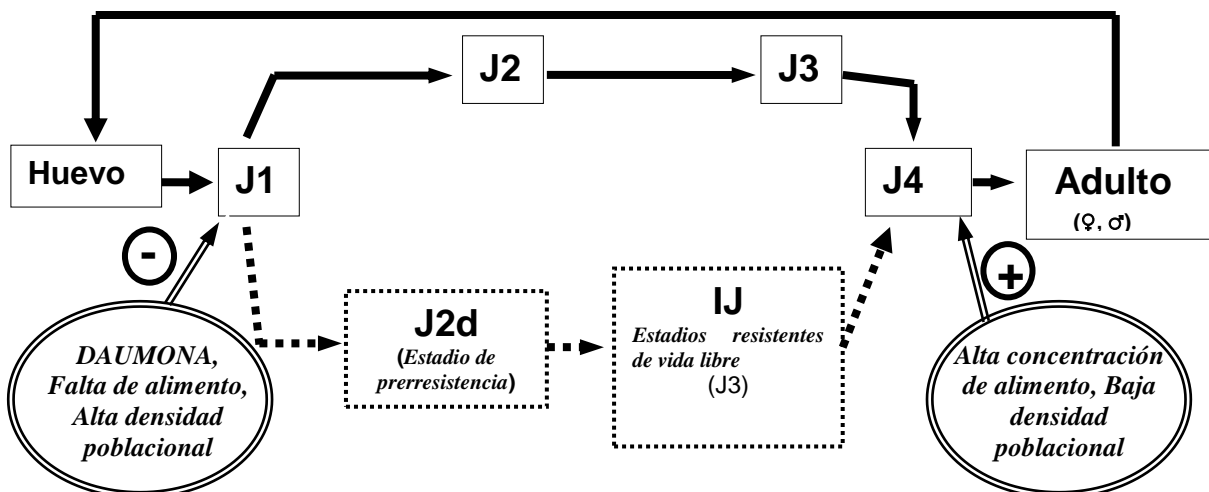 J2
J3
Huevo
J1
J4
Adulto
(♀, ♂)
-
+
J2d
(Estadio de
prerresistencia)
IJ
Estadios resistentes
de vida libre
(J3)
DAUMONA,
Falta de alimento,
Alta densidad
poblacional
Alta concentración
de alimento, Baja
densidad
poblacional